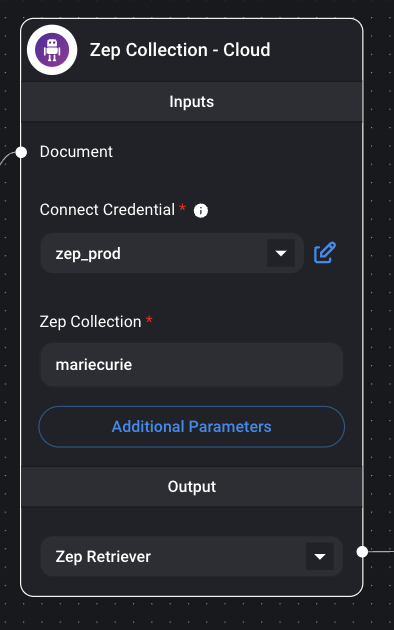 Zep Collection - Cloud
Inputs
Document
Connect Credential *
zep_prod
Zep Collection *
mariecurie
Additional Parameters
Output
Zep Retriever